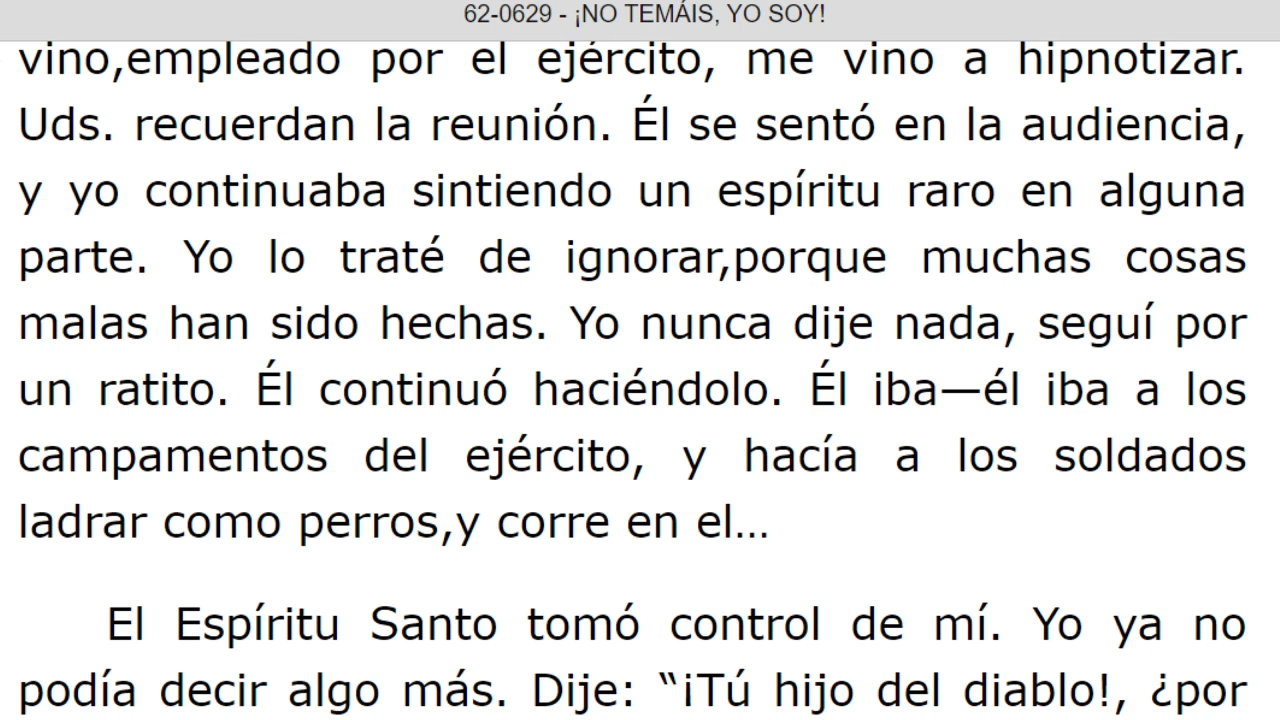 62-0629 - ¡NO TEMÁIS, YO SOY!
vino,empleado por el ejército, me vino a hipnotizar.
Uds. recuerdan la reunión. Él se sentó en la audiencia,
y yo continuaba sintiendo un espíritu raro en alguna
parte. Yo lo traté de ignorar,porque muchas cosas
malas han sido hechas. Yo nunca dije nada, seguí por
un ratito. Él continuó haciéndolo. Él iba—él iba a los
campamentos del ejército, y hacía a los soldados
ladrar como perros,y corre en el…
El Espíritu Santo tomó control de mí. Yo ya no
podía decir algo más. Dije: “¡Tú hijo del diablo!, ¿por